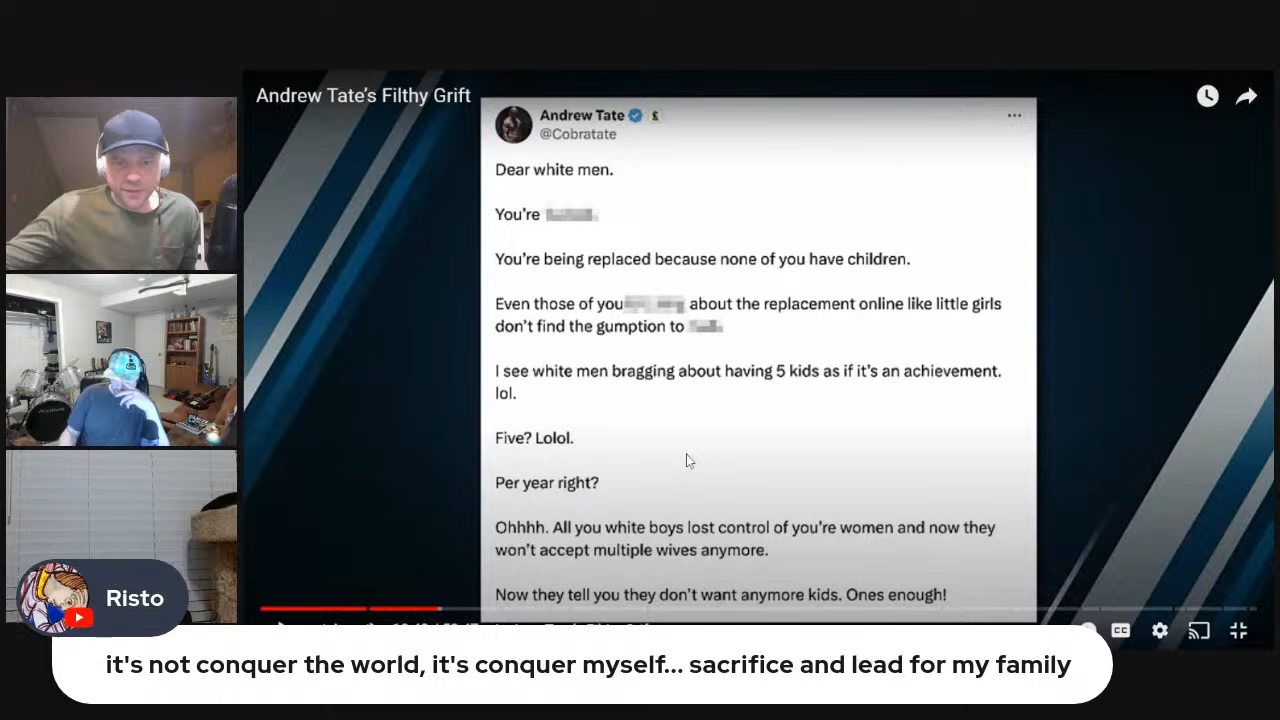 Andrew Tate's Filthy Grift
Andrew Tate
@Cobratate
Dear white men.
You're
You're being replaced because none of you have children.
Even those of you about the replacement online like little girls
don't find the gumption to
I see white men bragging about having 5 kids as if it's an achievement.
lol.
Five? Lolol.
Per year right?
Ohhhh. All you white boys lost control of you're women and now they
won't accept multiple wives anymore.
Now they tell you they don't want anymore kids. Ones enough!
CC
Risto
it's not conquer the world, it's conquer myself... sacrifice and lead for my family